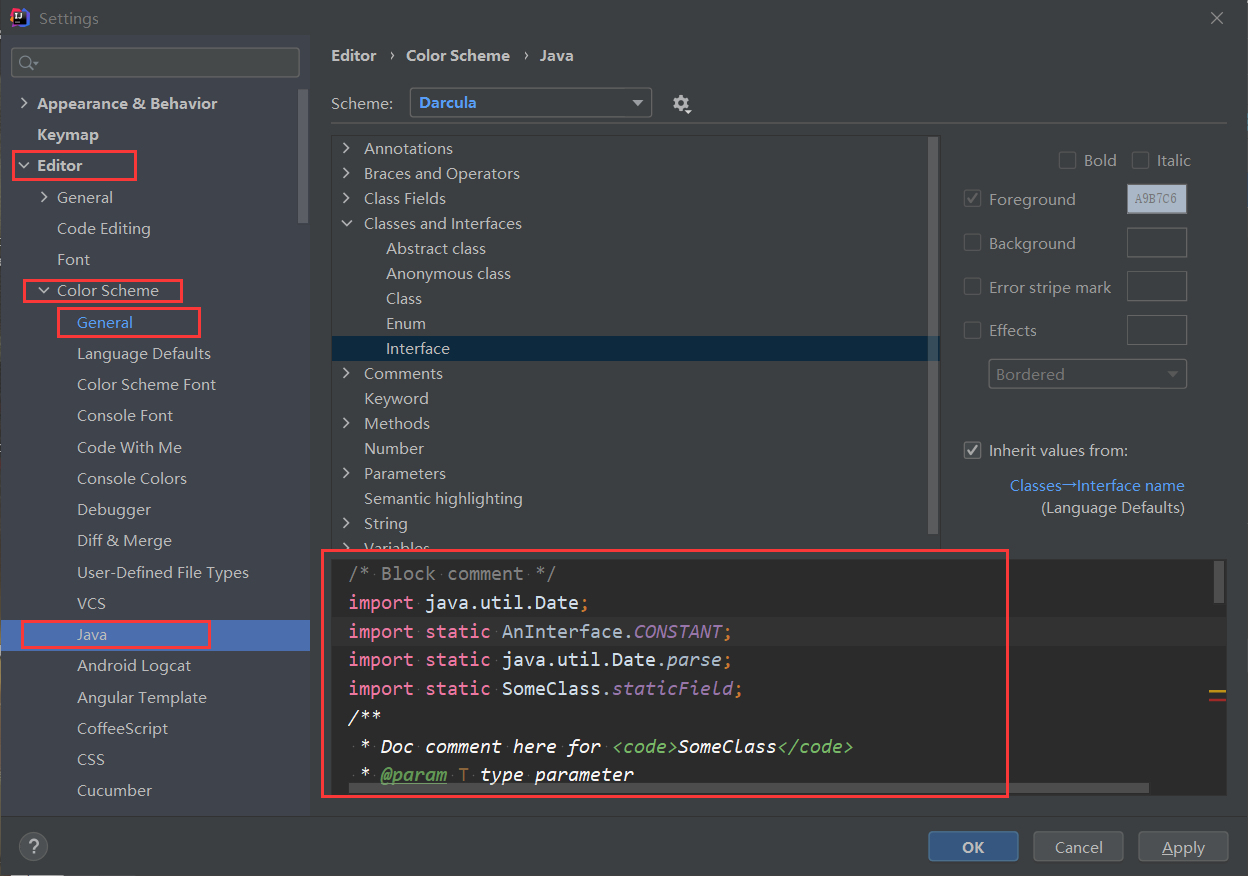 Settings
Appearance & Behavior
Keymap
Editor
General
Code Editing
Font
Color Scheme
General
Language Defaults
Color Scheme Font
Console Font
Code With Me
Console Colors
Debugger
Diff & Merge
User-Defined File Types
VCS
Java
Android Logcat
Angular Template
CoffeeScript
CSS
Cucumber
Editor › Color Scheme › Java
Scheme: Darcula
Annotations
Braces and Operators
Class Fields
Classes and Interfaces
Abstract class
Anonymous class
Class
Enum
Interface
Comments
Keyword
Methods
Number
Parameters
Semantic highlighting
String
Variables
Bold Italic
Foreground A9B7C6
Background
Error stripe mark
Effects
Bordered
Inherit values from:
Classes→Interface name
(Language Defaults)
/* Block comment */
import java.util.Date;
import static AnInterface.CONSTANT;
import static java.util.Date.parse;
import static SomeClass.staticField;
/**
* Doc comment here for <code>SomeClass</code>
* @param T type parameter
? OK Cancel Apply